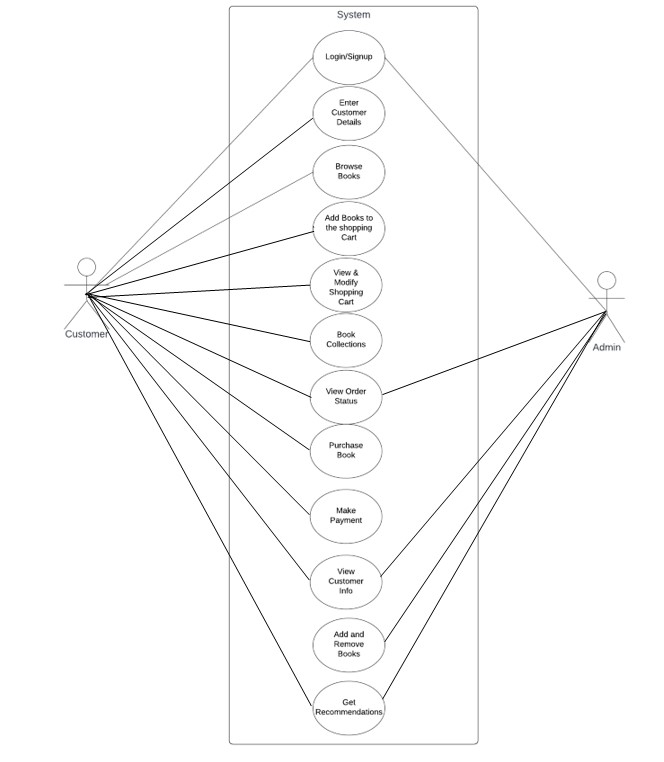 System
Login/Signup
Enter
Customer
Details
Browse
Books
Add Books to
the shopping
Cart
View &
Modify
Shopping
Cart
Customer
Admin
Book
Collections
View Order
Status
Purchase
Book
Make
Payment
View
Customer
Info
Add and
Remove
Books
Get
Recommendations